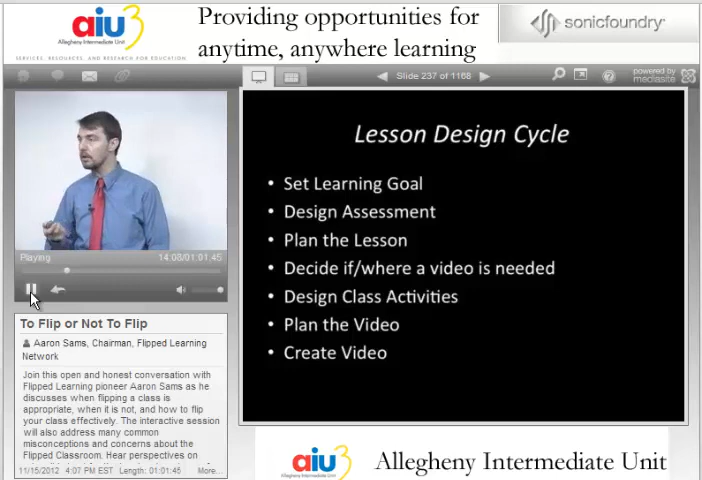 aiu3
Allegheny Intermediate Unit
SERVICES, RESOURCES, AND RESEARCH FOR EDUCATION
Providing opportunities for
anytime, anywhere learning
sonicfoundry
Slide 237 of 1168
powered by
mediasite
Playing
14:08/01:01:45
To Flip or Not To Flip
Aaron Sams, Chairman, Flipped Learning
Network
Join this open and honest conversation with
Flipped Learning pioneer Aaron Sams as he
discusses when flipping a class is
appropriate, when it is not, and how to flip
your class effectively. The interactive session
will also address many common
misconceptions and concerns about the
Flipped Classroom. Hear perspectives on
11/15/2012 4:07 PM EST Length: 01:01:45 More...
Lesson Design Cycle
• Set Learning Goal
• Design Assessment
• Plan the Lesson
• Decide if/where a video is needed
• Design Class Activities
• Plan the Video
• Create Video
aiu3
Allegheny Intermediate Unit
Allegheny Intermediate Unit